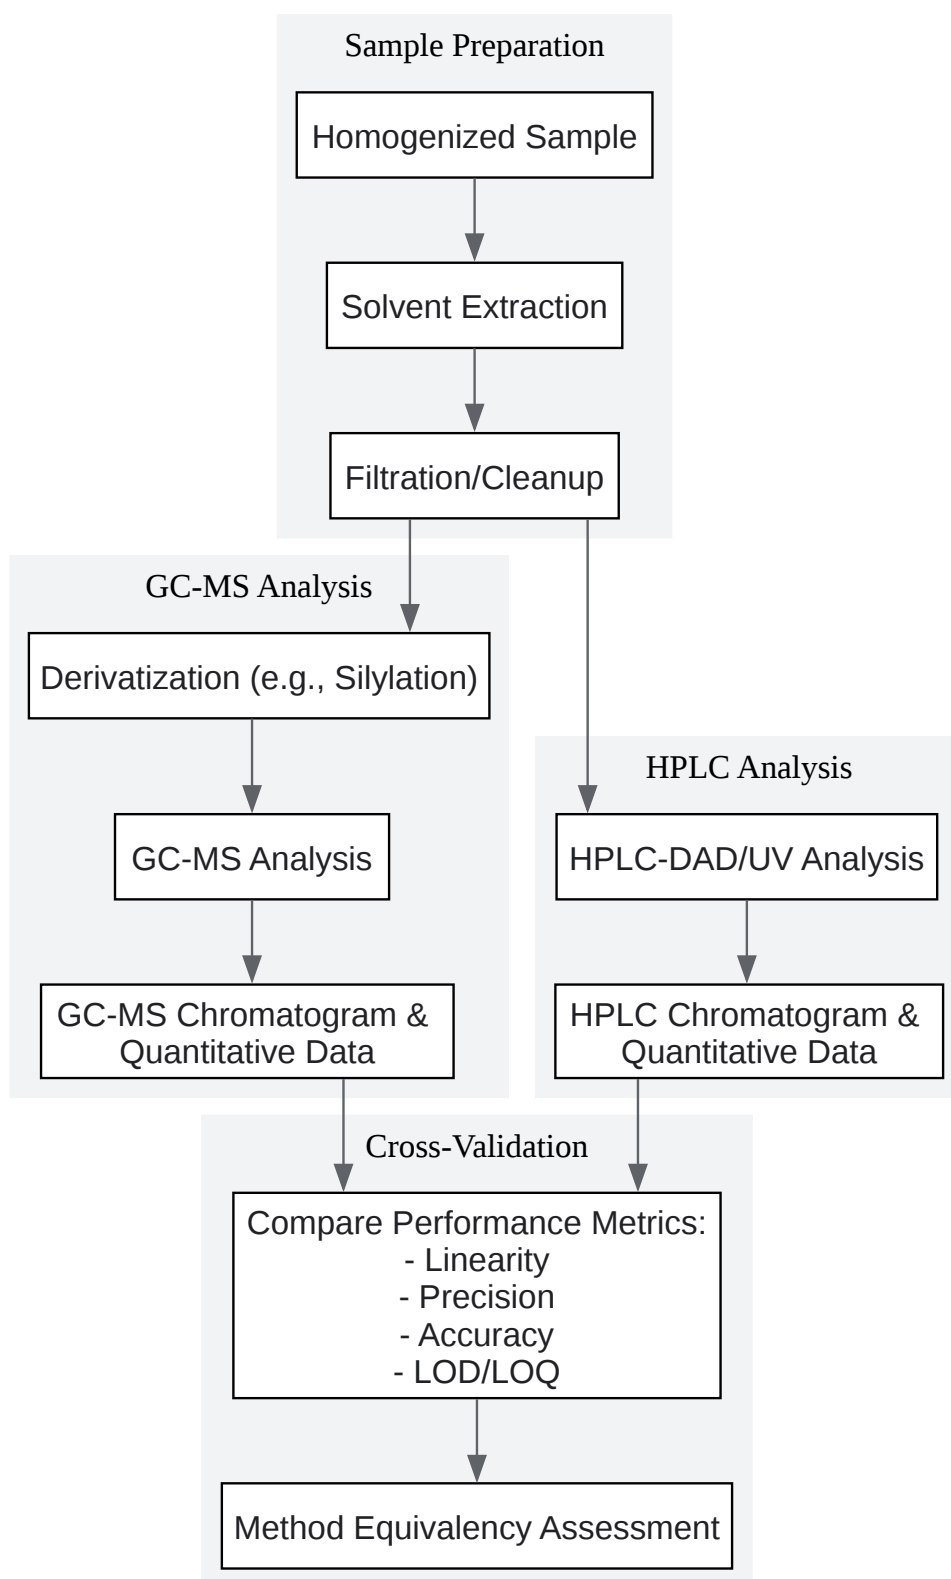 Sample Preparation
Homogenized Sample
Solvent Extraction
Filtration/Cleanup
GC-MS Analysis
Derivatization (e.g., Silylation)
GC-MS Analysis
GC-MS Chromatogram &
Quantitative Data
HPLC Analysis
HPLC-DAD/UV Analysis
HPLC Chromatogram &
Quantitative Data
Cross-Validation
Compare Performance Metrics:
- Linearity
- Precision
- Accuracy
- LOD/LOQ
Method Equivalency Assessment